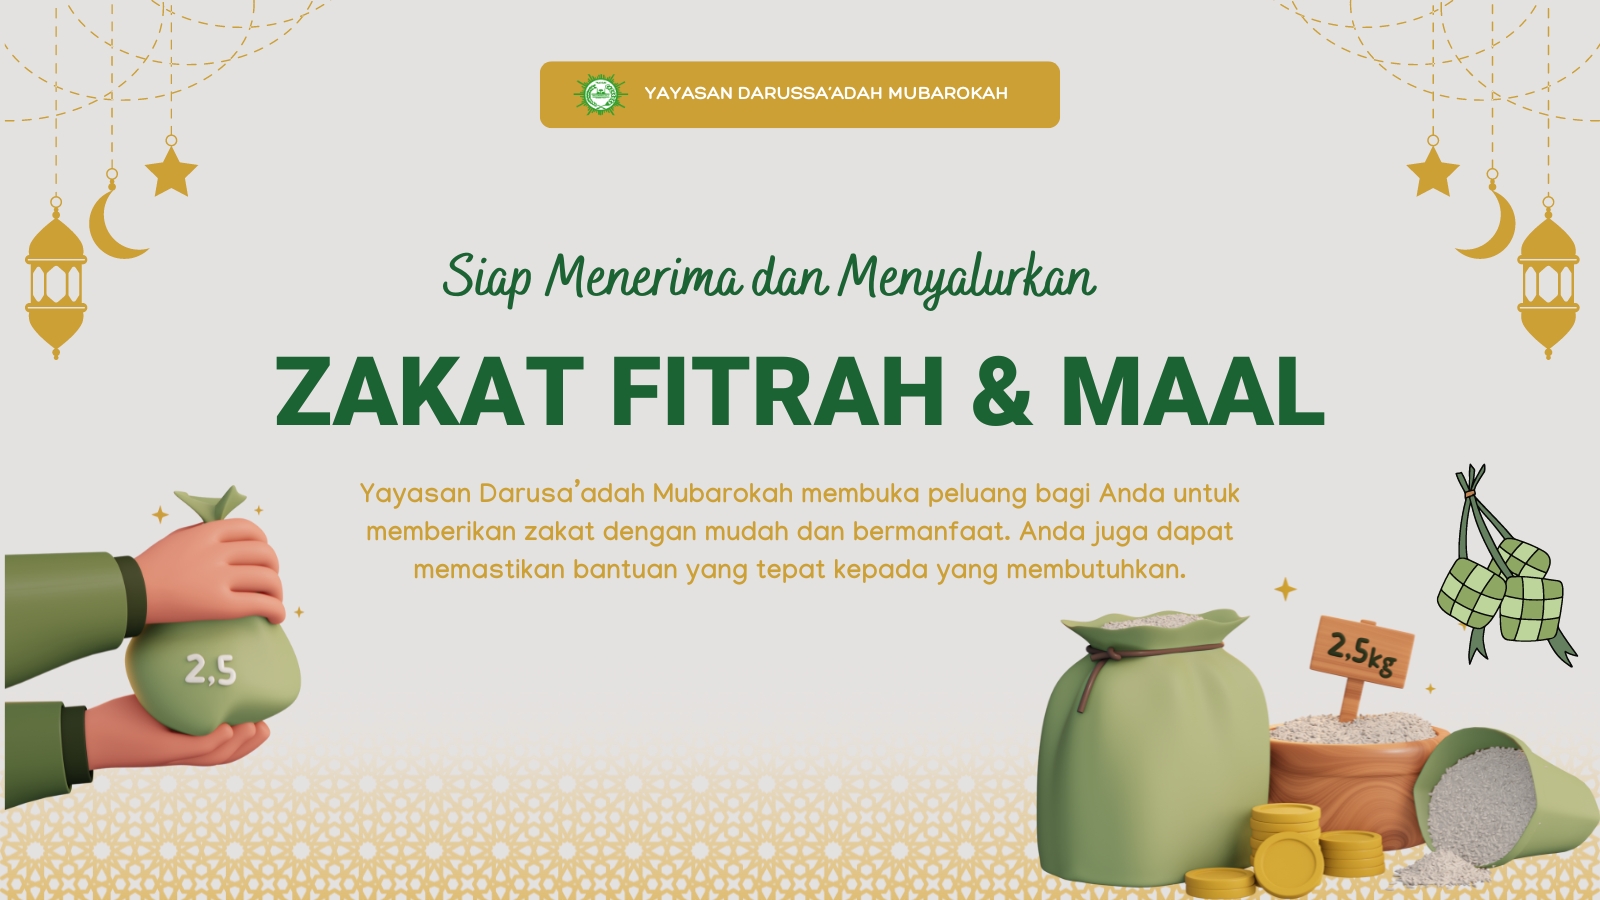 YAYASAN DARUSSA'ADAH MUBAROKAH
Siap Menerima dan Menyalurkan
ZAKAT FITRAH & MAAL
Yayasan Darusa'adah Mubarokah membuka peluang bagi Anda untuk
memberikan zakat dengan mudah dan bermanfaat. Anda juga dapat
memastikan bantuan yang tepat kepada yang membutuhkan.
2,5
2,5kg